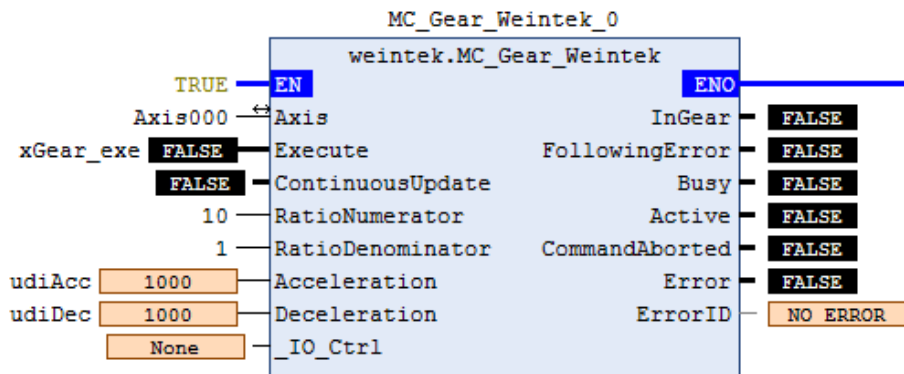 MC_Gear_Weintek_0
weintek.MC_Gear_Weintek
TRUE EN ENO
Axis000 Axis InGear FALSE
xGear_exe FALSE Execute FollowingError FALSE
FALSE ContinuousUpdate Busy FALSE
10 RatioNumerator Active FALSE
1 RatioDenominator CommandAborted FALSE
udiAcc 1000 Acceleration Error FALSE
udiDec 1000 Deceleration ErrorID NO ERROR
None _IO_Ctrl